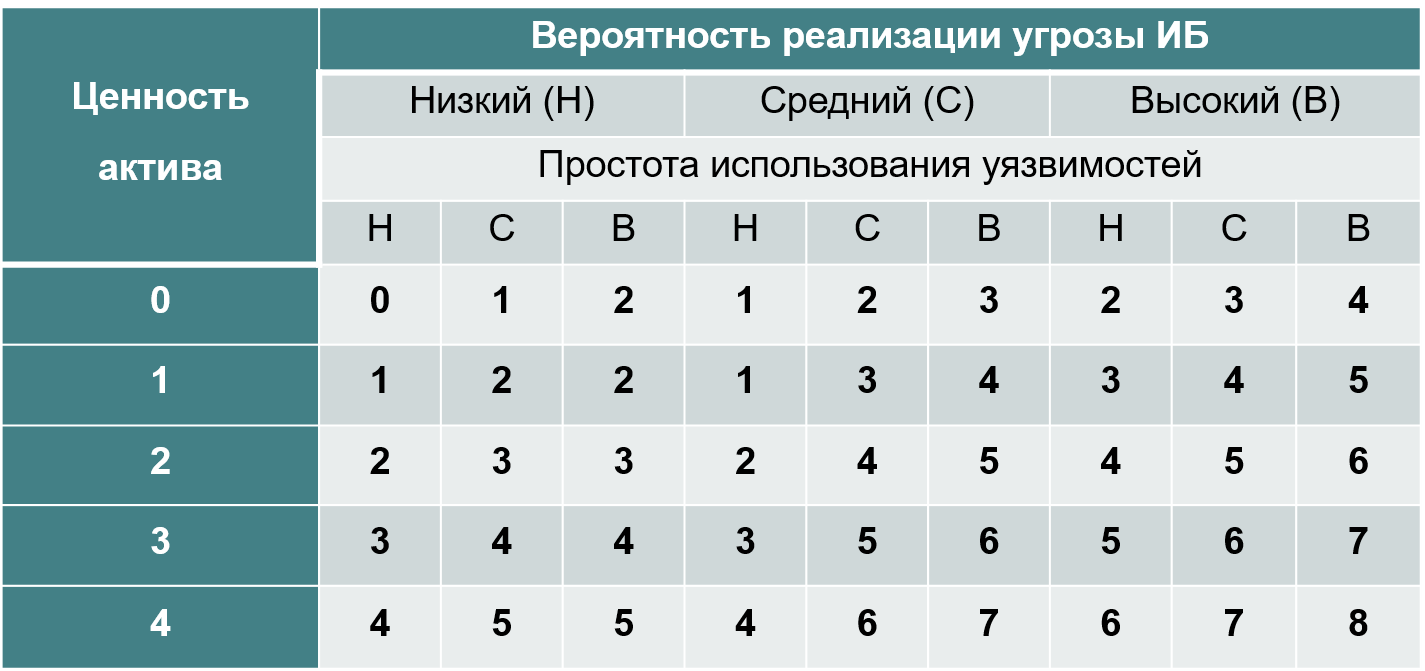 Ценность
актива
Вероятность реализации угрозы ИБ
Низкий (Н) Средний (С) Высокий (В)
Простота использования уязвимостей
Н С В Н С В Н С В
0 0 1 2 1 2 3 2 3 4
1 1 2 2 1 3 4 3 4 5
2 2 3 3 2 4 5 4 5 6
3 3 4 4 3 5 6 5 6 7
4 4 5 5 4 6 7 6 7 8